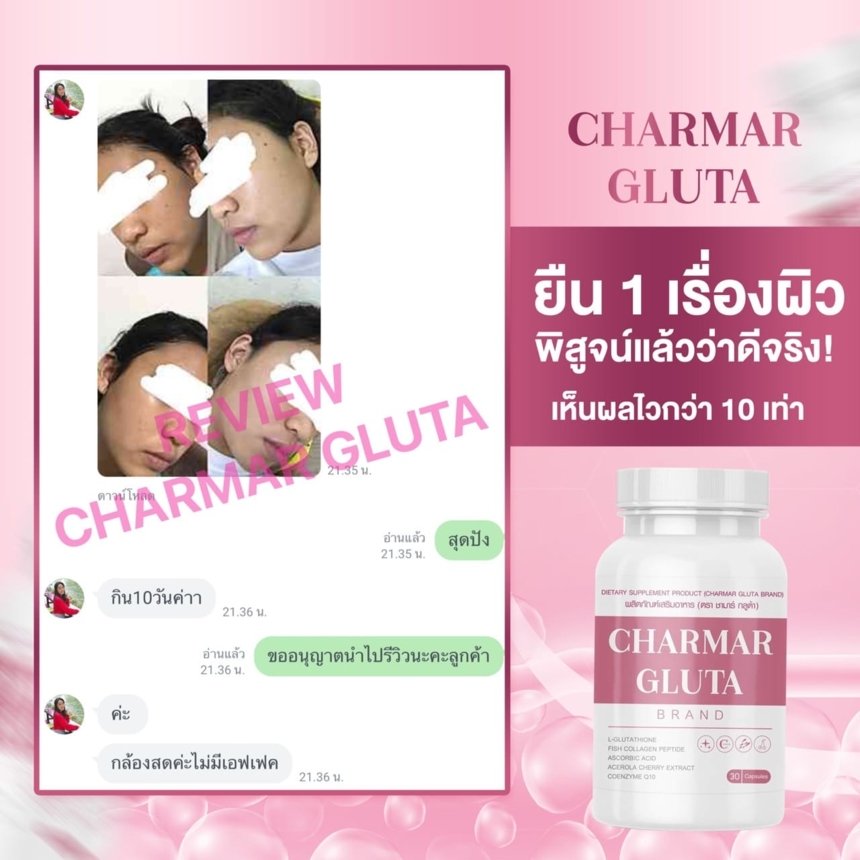 CHARMAR
GLUTA
ยืน 1 เรื่องผิว
พิสูจน์แล้วว่าดีจริง!
เห็นผลไวกว่า 10 เท่า
REVIEW
CHARMAR GLUTA
21.35 น.
ดาวน์โหลด
อ่านแล้ว
21.35 น.
สุดปัง
กิน10วันค่าา
21.36 น.
อ่านแล้ว
21.36 น.
ขออนุญาตนำไปรีวิวนะคะลูกค้า
ค่ะ
กล้องสดค่ะไม่มีเอฟเฟค
21.36 น.
DIETARY SUPPLEMENT PRODUCT (CHARMAR GLUTA BRAND)
ผลิตภัณฑ์เสริมอาหาร (ตรา ชามาร์ กลูต้า)
CHARMAR
GLUTA
BRAND
L-GLUTATHIONE
FISH COLLAGEN PEPTIDE
ASCORBIC ACID
ACEROLA CHERRY EXTRACT
COENZYME Q10
30 Capsules